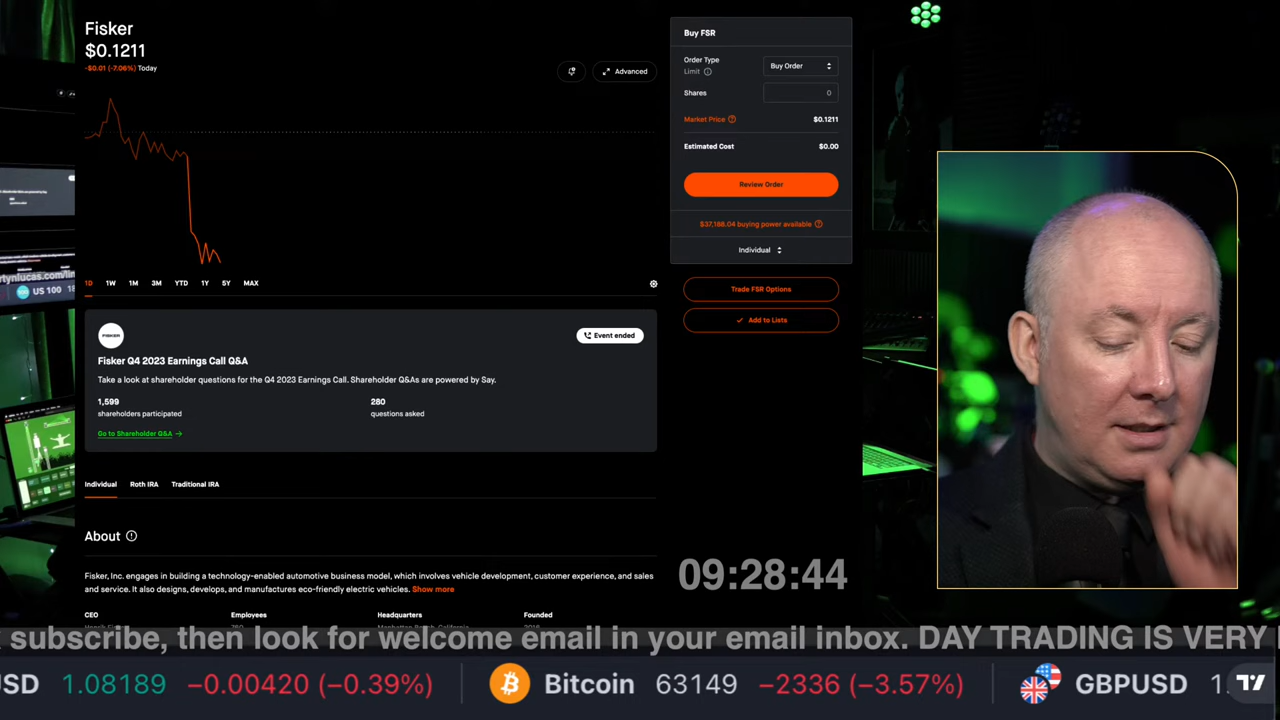 Fisker
$0.1211
-$0.01 (-7.06%) Today
Advanced
1D 1W 1M 3M YTD 1Y 5Y MAX
FISKER
Event ended
Fisker Q4 2023 Earnings Call Q&A
Take a look at shareholder questions for the Q4 2023 Earnings Call. Shareholder Q&As are powered by Say.
1,599
shareholders participated
280
questions asked
Go to Shareholder Q&A →
Individual Roth IRA Traditional IRA
About
Fisker, Inc. engages in building a technology-enabled automotive business model, which involves vehicle development, customer experience, and sales
and service. It also designs, develops, and manufactures eco-friendly electric vehicles. Show more
CEO Employees Headquarters Founded
Buy FSR
Order Type
Limit
Buy Order
Shares 0
Market Price $0.1211
Estimated Cost $0.00
Review Order
$37,188.04 buying power available
Individual
Trade FSR Options
Add to Lists
100 US 100
09:28:44
subscribe, then look for welcome email in your email inbox. DAY TRADING IS VERY
USD 1.08189 −0.00420 (−0.39%) Bitcoin 63149 −2336 (−3.57%) GBPUSD 1.